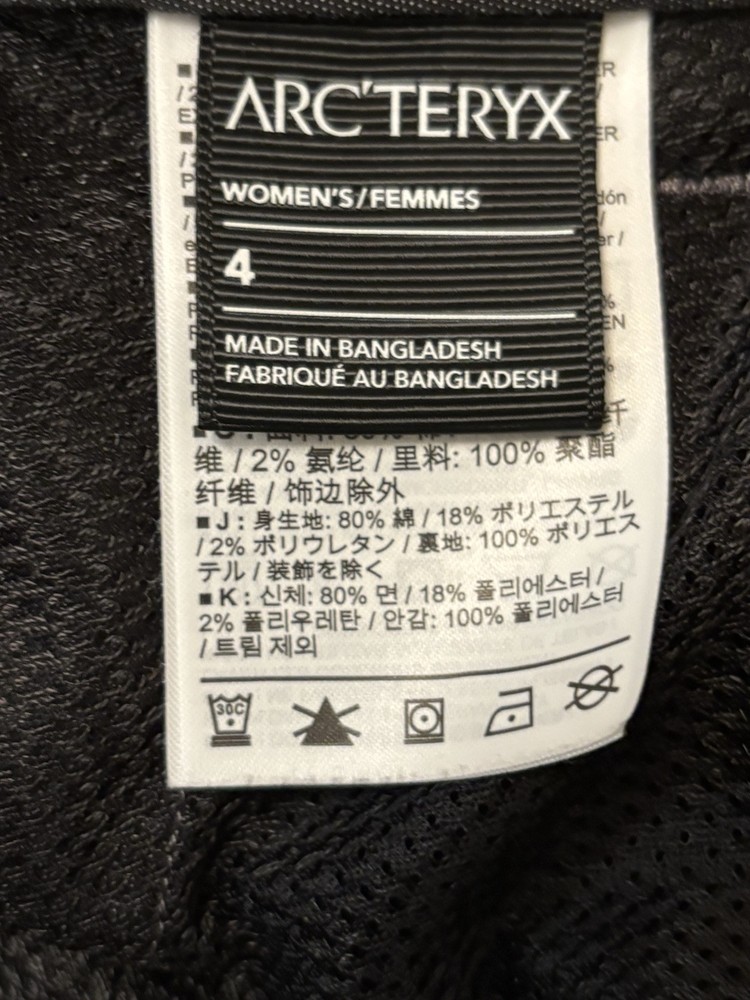 ARC'TERYX
WOMEN'S/FEMMES
4
MADE IN BANGLADESH
FABRIQUÉ AU BANGLADESH
维 / 2% 氨纶 / 里料: 100% 聚酯
纤维 / 饰边除外
■ J : 身生地: 80% 綿 / 18% ポリエステル
/ 2% ポリウレタン / 裏地: 100% ポリエス
テル / 装飾を除く
■ K : 신체: 80% 면 / 18% 폴리에스터 /
2% 폴리우레탄 / 안감: 100% 폴리에스터
/ 트림 제외
30C